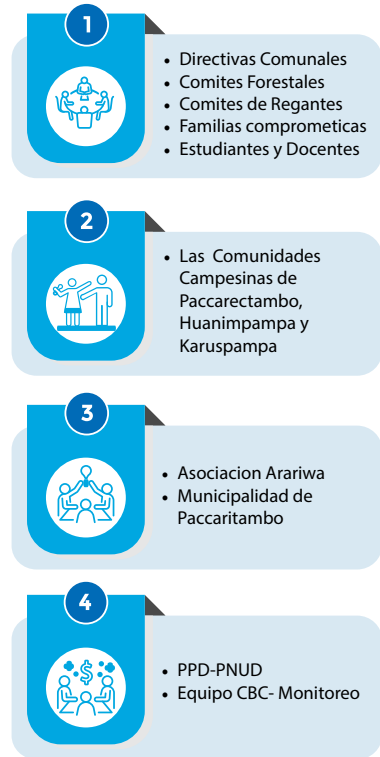 1
• Directivas Comunales
• Comites Forestales
• Comites de Regantes
• Familias comprometicas
• Estudiantes y Docentes
2
• Las Comunidades
Campesinas de
Paccarectambo,
Huanimpampa y
Karuspampa
3
• Asociacion Arariwa
• Municipalidad de
Paccaritambo
4
$
• PPD-PNUD
• Equipo CBC- Monitoreo